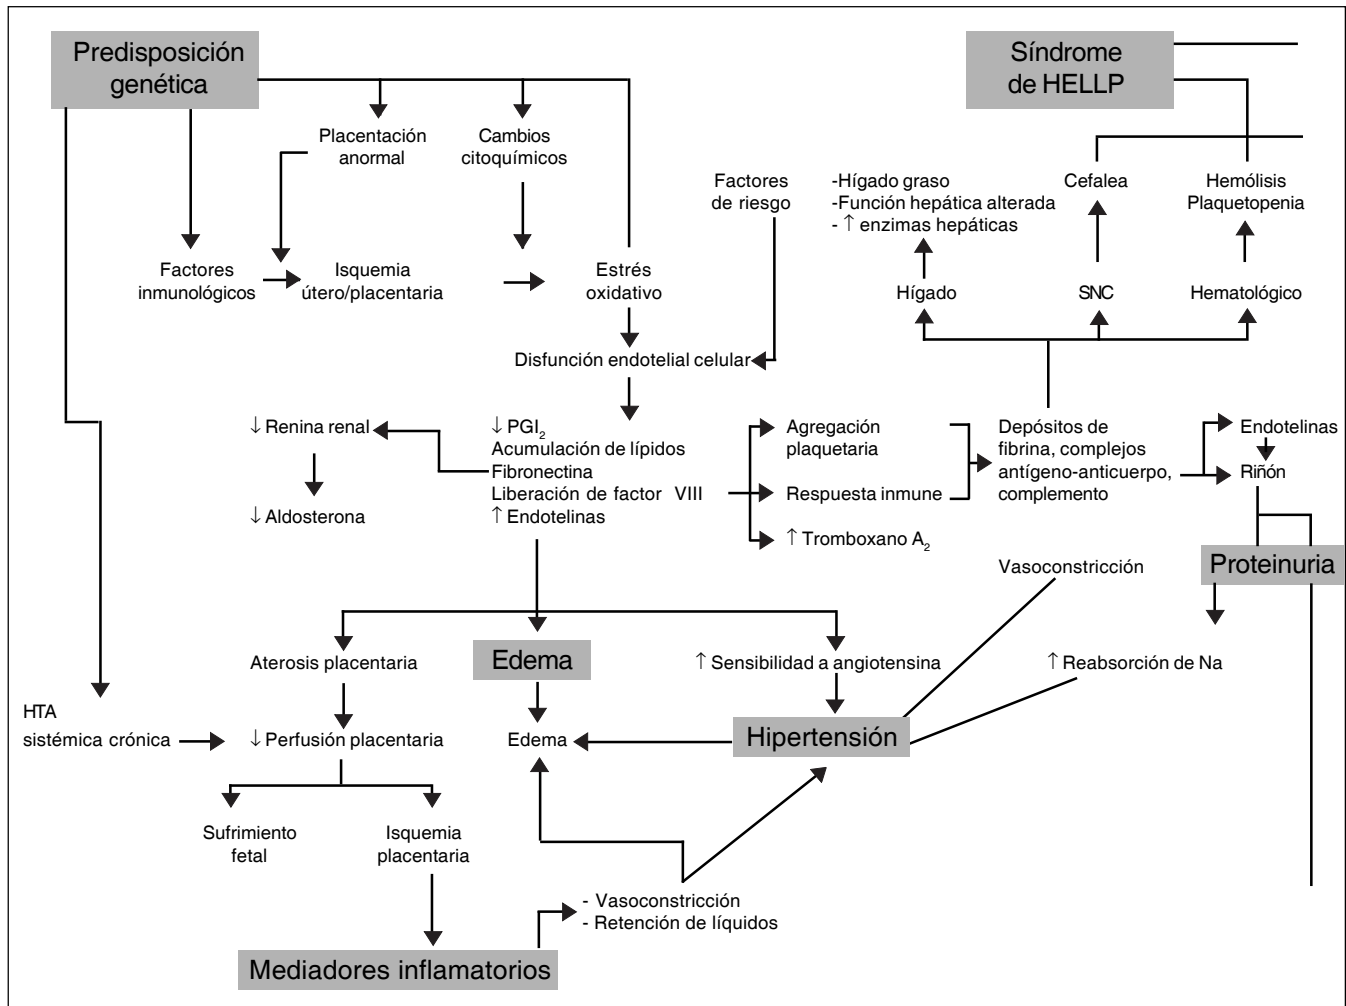 Predisposición
genética
Síndrome
de HELLP
Placentación
anormal
Cambios
citoquímicos
Factores
de riesgo
-Hígado graso
-Función hepática alterada
- ↑ enzimas hepáticas
Cefalea
Hemólisis
Plaquetopenia
Factores
inmunológicos
Isquemia
útero/placentaria
Estrés
oxidativo
Hígado
SNC
Hematológico
Disfunción endotelial celular
↓ Renina renal
↓ Aldosterona
↓ PGI2
Acumulación de lípidos
Fibronectina
Liberación de factor VIII
↑ Endotelinas
Agregación
plaquetaria
Respuesta inmune
↑ Tromboxano A2
Depósitos de
fibrina, complejos
antígeno-anticuerpo,
complemento
Endotelinas
Riñón
Vasoconstricción
Proteinuria
Aterosis placentaria
Edema
↑ Sensibilidad a angiotensina
↑ Reabsorción de Na
HTA
sistémica crónica
↓ Perfusión placentaria
Edema
Hipertensión
Sufrimiento
fetal
Isquemia
placentaria
- Vasoconstricción
- Retención de líquidos
Mediadores inflamatorios